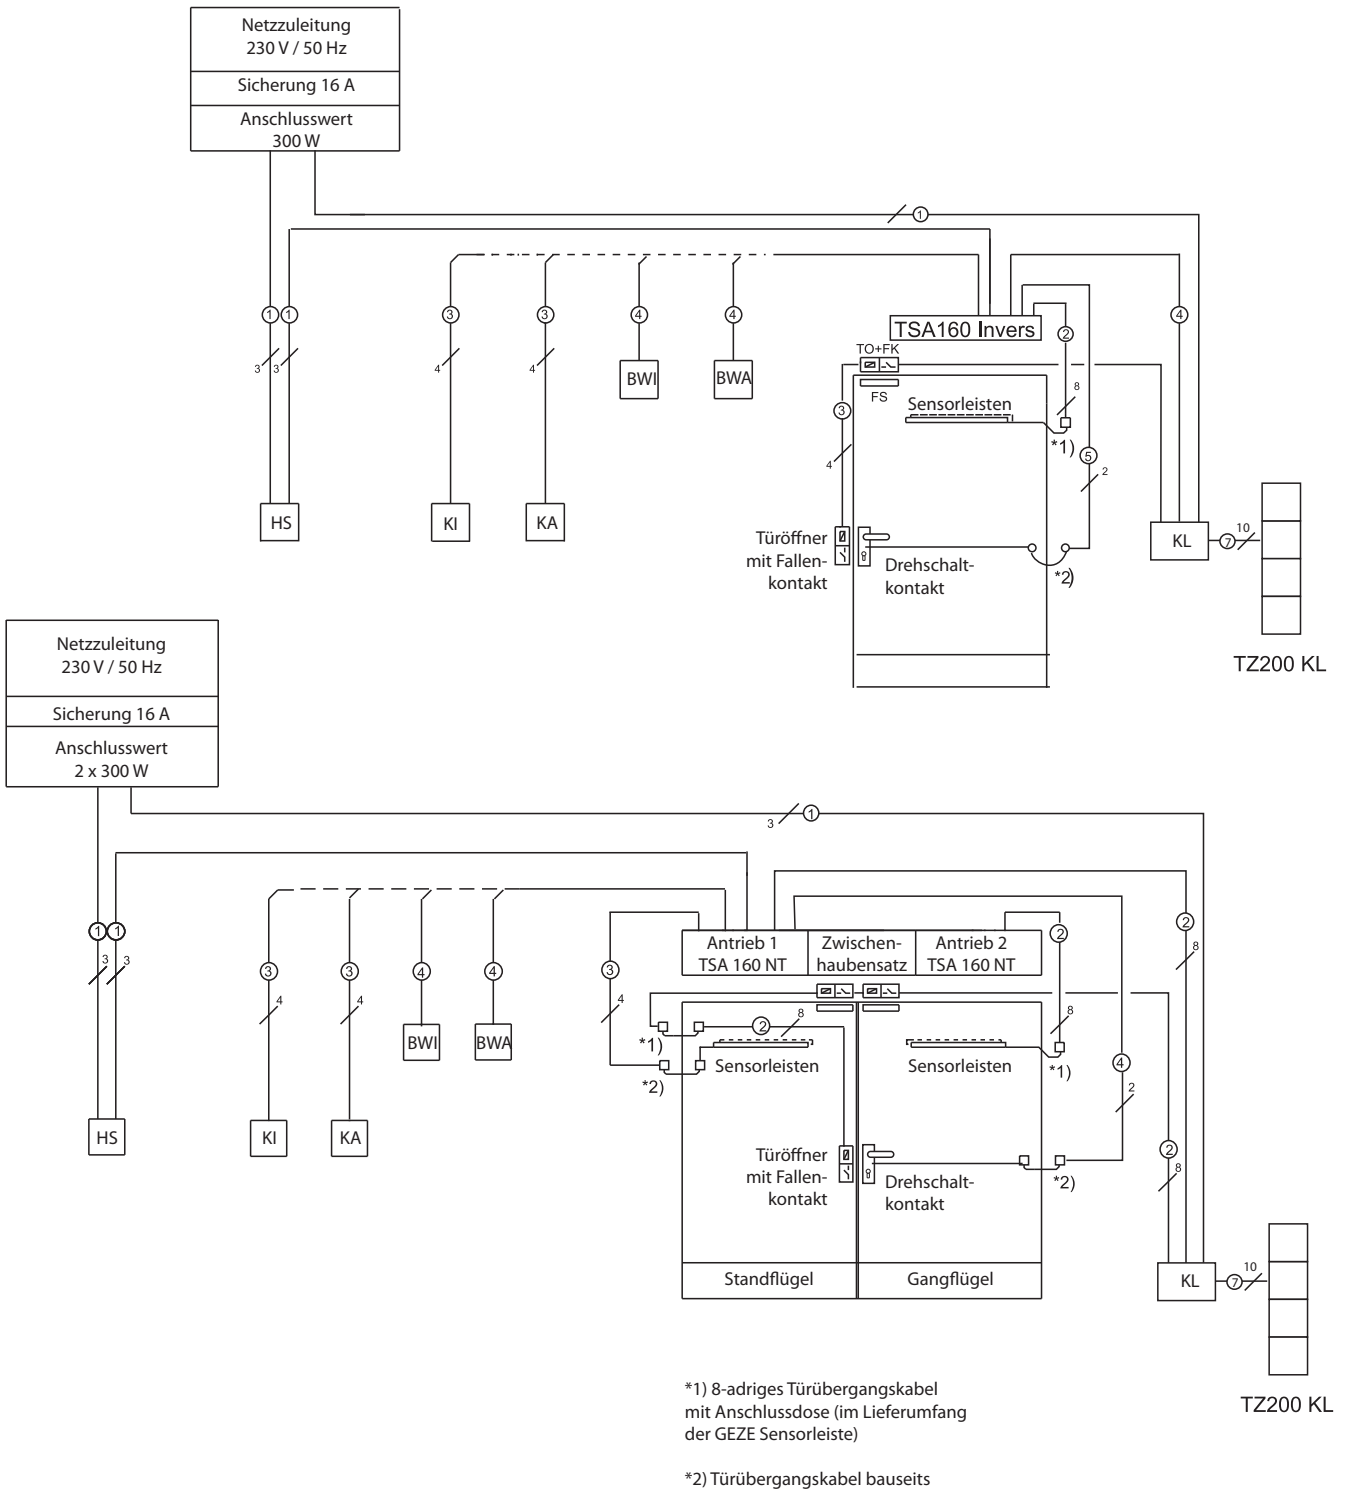 Netzzuleitung
230 V / 50 Hz
Sicherung 16 A
Anschlusswert
300 W
1
1
1
3
3
4
4
4
2
3
3
4
4
BWI
BWA
TSA160 Invers
TO+FK
FS
Sensorleisten
8
*1)
3
4
5
2
HS
KI
KA
Türöffner
mit Fallen-
kontakt
Drehschalt-
kontakt
*2)
KL
7
10
TZ200 KL
Netzzuleitung
230 V / 50 Hz
Sicherung 16 A
Anschlusswert
2 x 300 W
3
1
1
1
3
3
3
3
4
4
4
4
BWI
BWA
3
4
Antrieb 1
TSA 160 NT
Zwischen-
haubensatz
Antrieb 2
TSA 160 NT
2
8
2
8
2
8
*1)
*2)
Sensorleisten
Sensorleisten
*1)
4
2
HS
KI
KA
Türöffner
mit Fallen-
kontakt
Drehschalt-
kontakt
*2)
2
8
Standflügel
Gangflügel
KL
7
10
TZ200 KL
*1) 8-adriges Türübergangskabel
mit Anschlussdose (im Lieferumfang
der GEZE Sensorleiste)
*2) Türübergangskabel bauseits